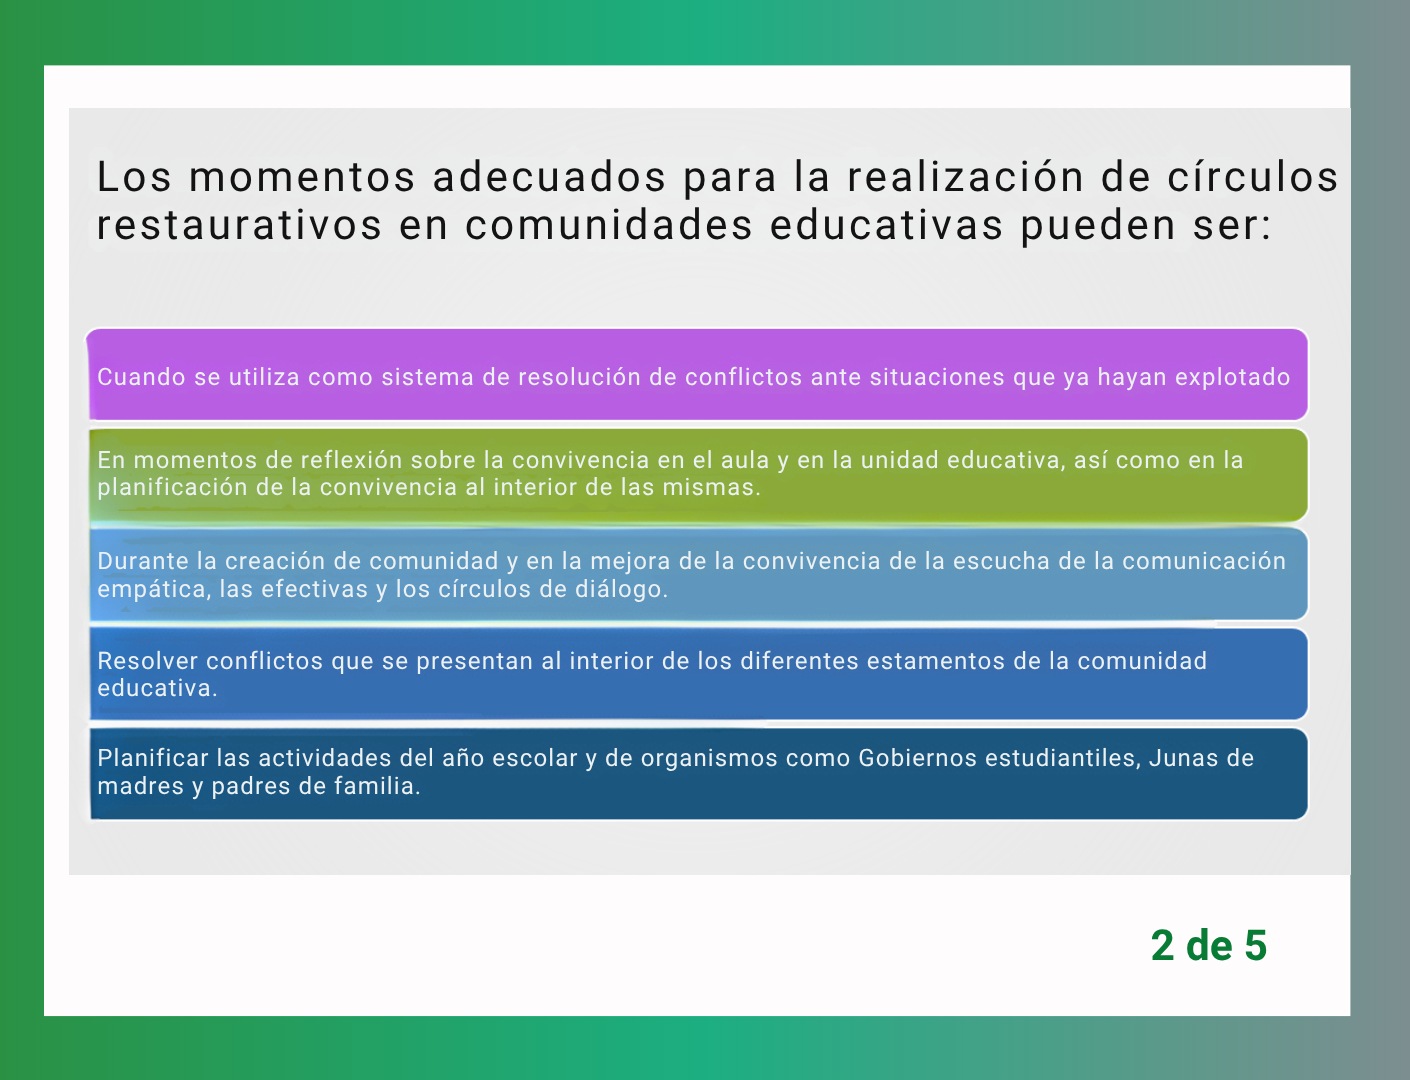 Los momentos adecuados para la realización de círculos
restaurativos en comunidades educativas pueden ser:
Cuando se utiliza como sistema de resolución de conflictos ante situaciones que ya hayan explotado
En momentos de reflexión sobre la convivencia en el aula y en la unidad educativa, así como en la
planificación de la convivencia al interior de las mismas.
Durante la creación de comunidad y en la mejora de la convivencia de la escucha de la comunicación
empática, las efectivas y los círculos de diálogo.
Resolver conflictos que se presentan al interior de los diferentes estamentos de la comunidad
educativa.
Planificar las actividades del año escolar y de organismos como Gobiernos estudiantiles, Junas de
madres y padres de familia.
2 de 5